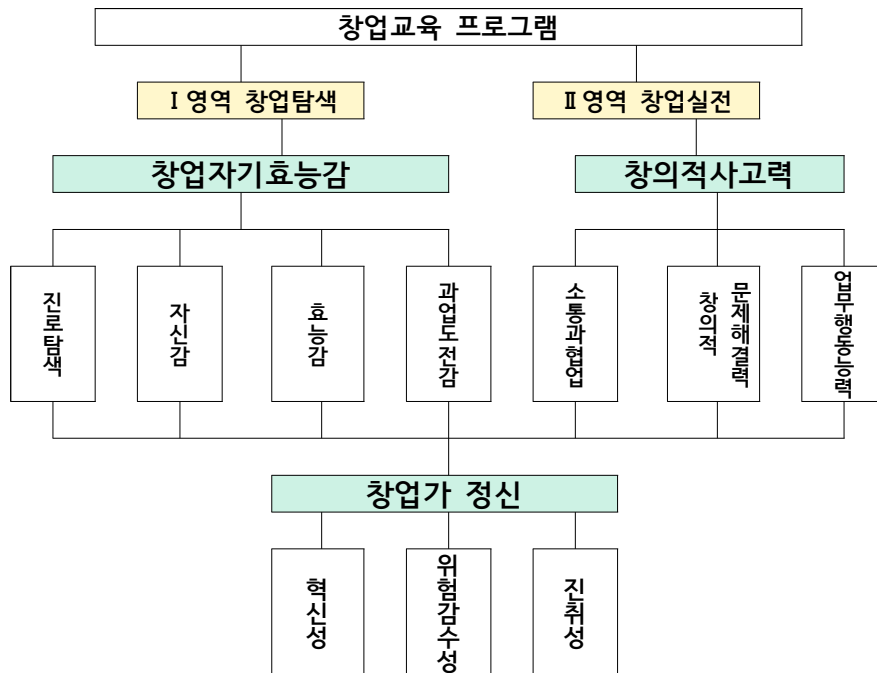 창업교육 프로그램
Ⅰ영역 창업탐색
Ⅱ영역 창업실전
창업자기효능감
창의적사고력
진로탐색
자신감
효능감
과업도전감
소통과협업
창의적
문제해결력
업무행동능력
창업가 정신
혁신성
위험감수성
진취성